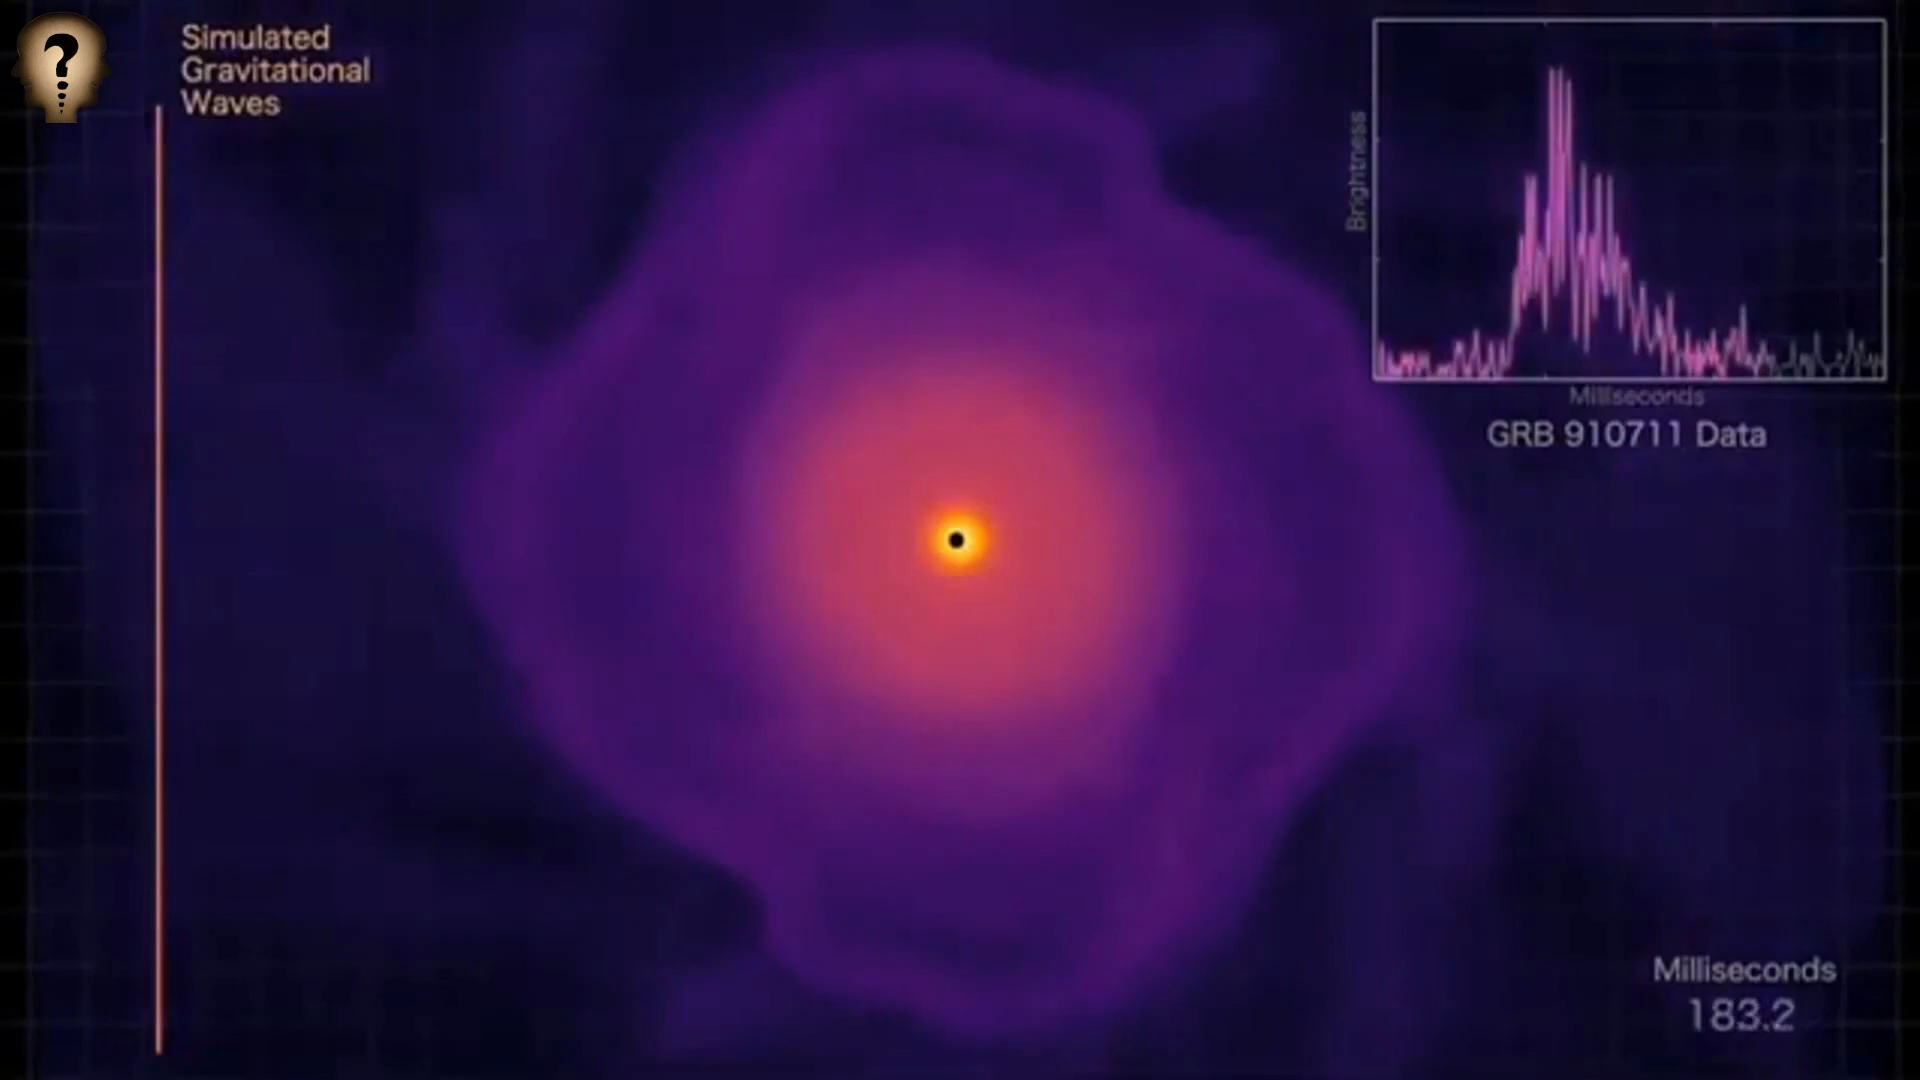 ?
Simulated
Gravitational
Waves
Brightness
Milliseconds
GRB 910711 Data
Milliseconds
183.2